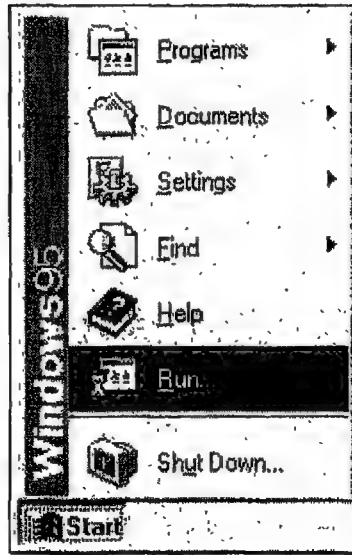 Programs
Documents
Settings
Find
Help
Run...
Shut Down...
Windows95
Start